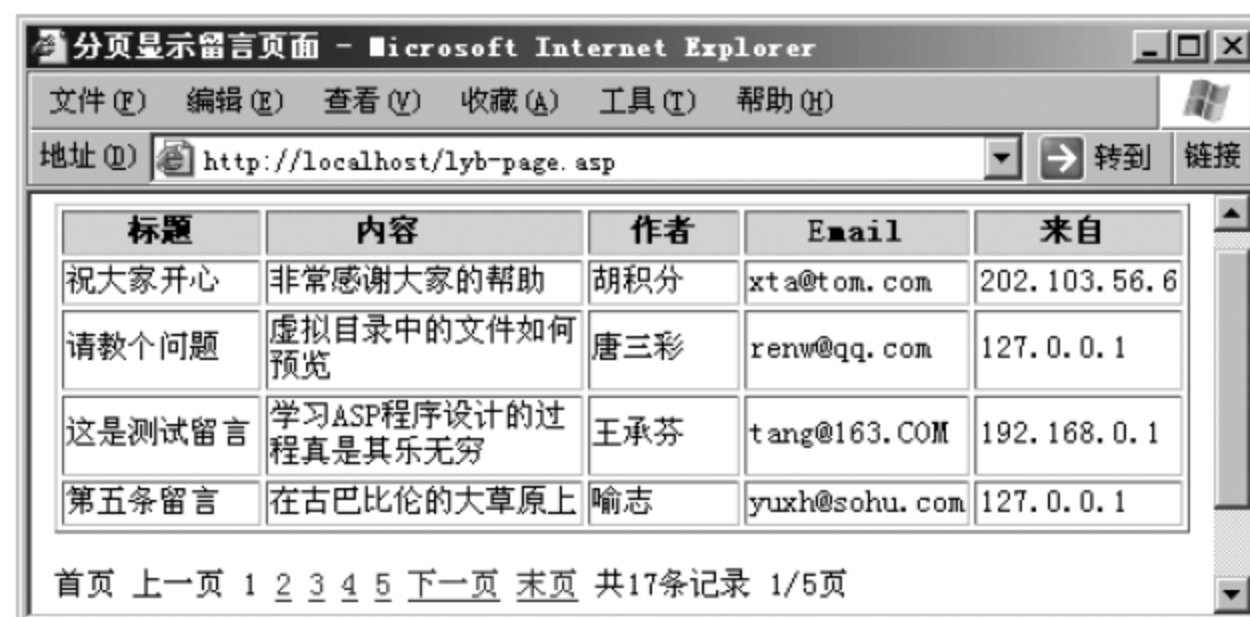 分页显示留言页面 - Microsoft Internet Explorer
文件(F) 编辑(E) 查看(V) 收藏(A) 工具(T) 帮助(H)
地址(D) http://localhost/lyb-page.asp 转到 链接
标题 内容 作者 Email 来自
祝大家开心 非常感谢大家的帮助 胡积分 xta@tom.com 202.103.56.6
请教个问题 虚拟目录中的文件如何 唐三彩 renw@qq.com 127.0.0.1
预览
这是测试留言 学习ASP程序设计的过 王承芬 tang@163.COM 192.168.0.1
程真是其乐无穷
第五条留言 在古巴比伦的大草原上 喻志 yuxh@sohu.com 127.0.0.1
首页 上一页 1 2 3 4 5 下一页 末页 共17条记录 1/5页